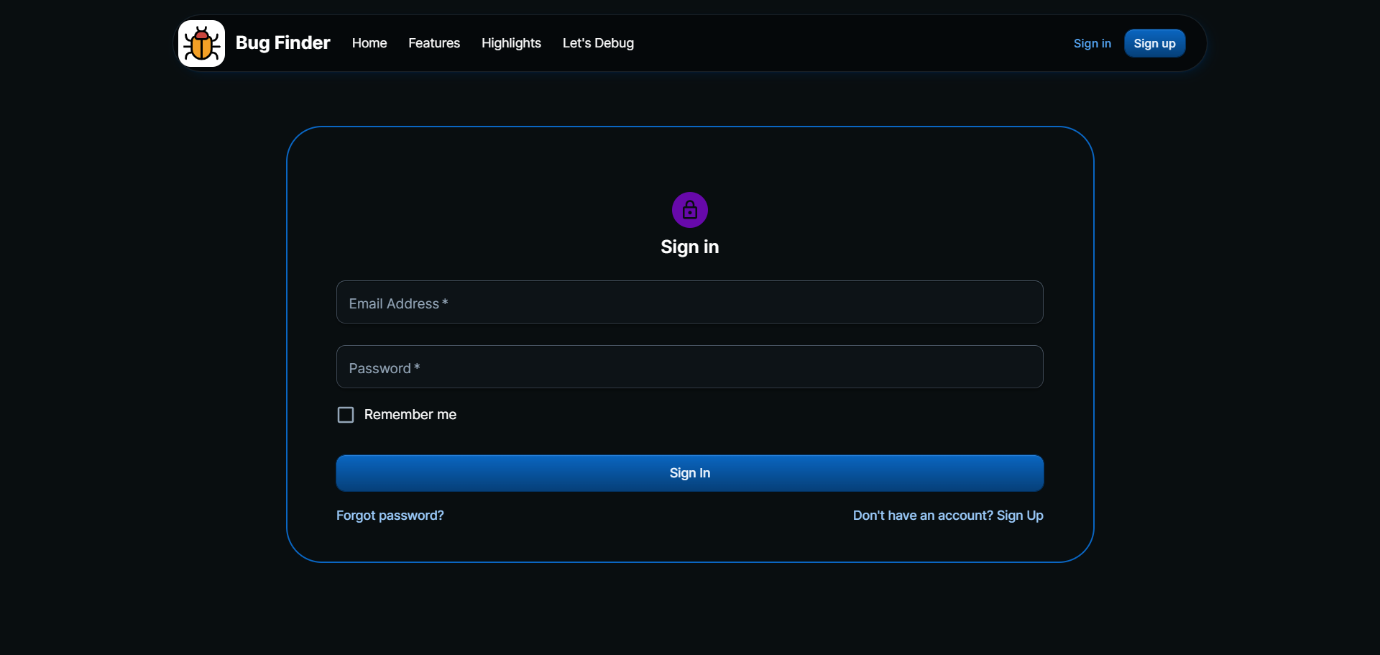 Bug Finder Home Features Highlights Let's Debug Sign in Sign up
Sign in
Email Address *
Password *
Remember me
Sign In
Forgot password? Don't have an account? Sign Up